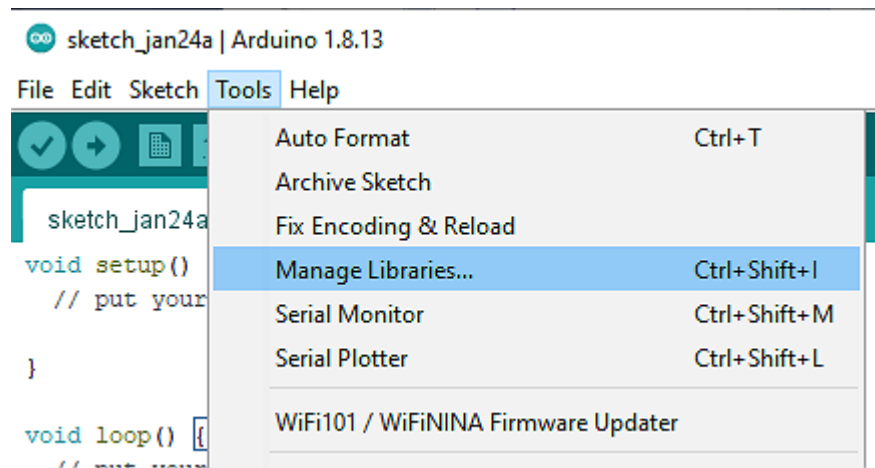 sketch_jan24a | Arduino 1.8.13
File Edit Sketch Tools Help
Auto Format Ctrl+T
Archive Sketch
sketch_jan24a
Fix Encoding & Reload
void setup()
Manage Libraries... Ctrl+Shift+I
// put your
Serial Monitor Ctrl+Shift+M
Serial Plotter Ctrl+Shift+L
}
WiFi101 / WiFiNINA Firmware Updater
void loop() {
// put your